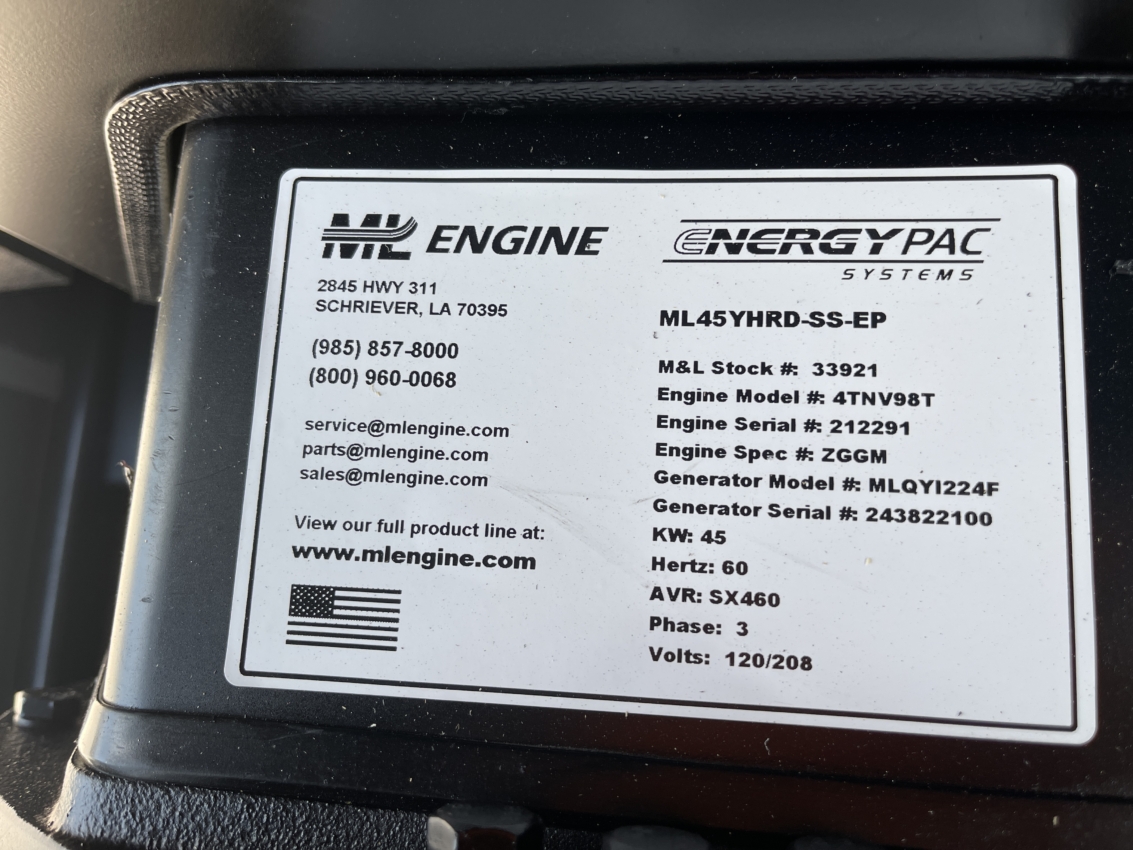 ML ENGINE
2845 HWY 311
SCHRIEVER, LA 70395
(985) 857-8000
(800) 960-0068
service@mlengine.com
parts@mlengine.com
sales@mlengine.com
View our full product line at:
www.mlengine.com
ENERGYPAC
SYSTEMS
ML45YHRD-SS-EP
M&L Stock #: 33921
Engine Model #: 4TNV98T
Engine Serial #: 212291
Engine Spec #: ZGGM
Generator Model #: MLQYI224F
Generator Serial #: 243822100
KW: 45
Hertz: 60
AVR: SX460
Phase: 3
Volts: 120/208